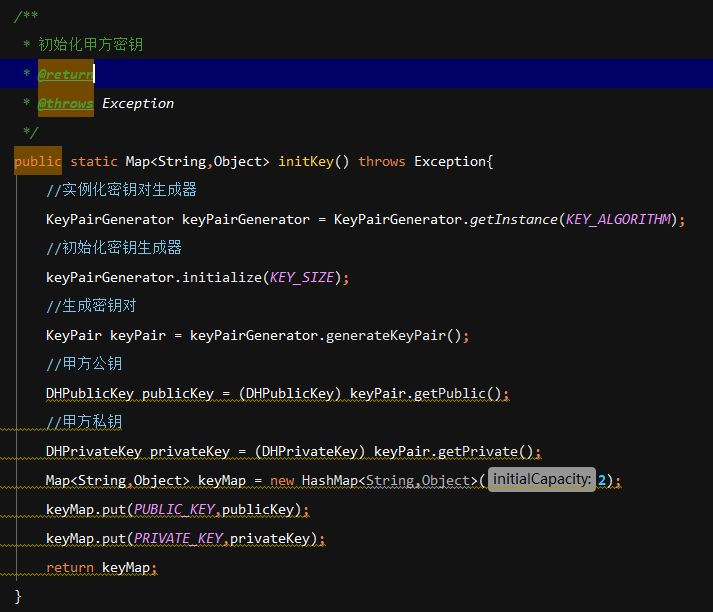 /**
* 初始化甲方密钥
* @return
* @throws Exception
*/
public static Map<String,Object> initKey() throws Exception{
//实例化密钥对生成器
KeyPairGenerator keyPairGenerator = KeyPairGenerator.getInstance(KEY_ALGORITHM);
//初始化密钥生成器
keyPairGenerator.initialize(KEY_SIZE);
//生成密钥对
KeyPair keyPair = keyPairGenerator.generateKeyPair();
//甲方公钥
DHPublicKey publicKey = (DHPublicKey) keyPair.getPublic();
//甲方私钥
DHPrivateKey privateKey = (DHPrivateKey) keyPair.getPrivate();
Map<String,Object> keyMap = new HashMap<String,Object>( initialCapacity: 2);
keyMap.put(PUBLIC_KEY,publicKey);
keyMap.put(PRIVATE_KEY,privateKey);
return keyMap;
}